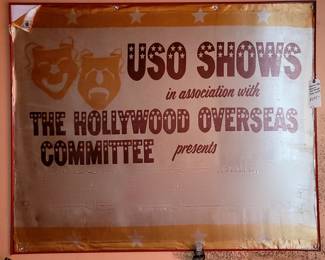 USO SHOWS
in association with
THE HOLLYWOOD OVERSEAS
COMMITTEE presents